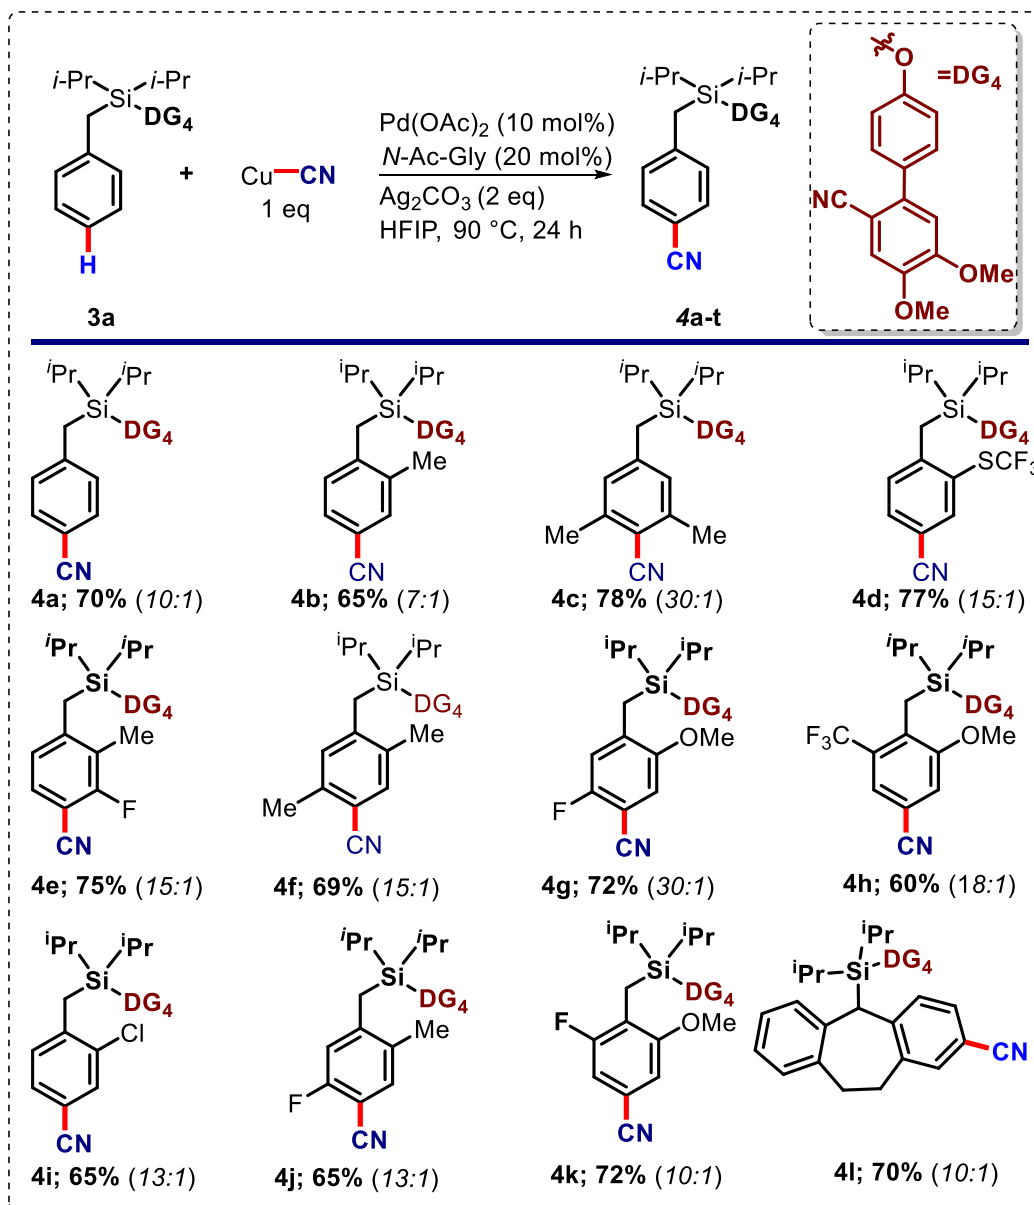 i-Pr i-Pr
Si
DG4
H
3a
+
Cu CN
1 eq
Pd(OAc)2 (10 mol%)
N-Ac-Gly (20 mol%)
Ag2CO3 (2 eq)
HFIP, 90 °C, 24 h
i-Pr i-Pr
Si
DG4
CN
4a-t
O
=DG4
NC
OMe
OMe
iPr iPr
Si
DG4
CN
4a; 70% (10:1)
iPr iPr
Si
DG4
Me
CN
4b; 65% (7:1)
iPr iPr
Si
DG4
Me Me
CN
4c; 78% (30:1)
iPr iPr
Si
DG4
SCF3
CN
4d; 77% (15:1)
iPr iPr
Si
DG4
Me
F
CN
4e; 75% (15:1)
iPr iPr
Si
DG4
Me
Me
CN
4f; 69% (15:1)
iPr iPr
Si
DG4
OMe
F
CN
4g; 72% (30:1)
iPr iPr
Si
DG4
F3C OMe
CN
4h; 60% (18:1)
iPr iPr
Si
DG4
Cl
CN
4i; 65% (13:1)
iPr iPr
Si
DG4
Me
F
CN
4j; 65% (13:1)
iPr iPr
Si
DG4
F OMe
CN
4k; 72% (10:1)
iPr
iPr Si DG4
CN
4l; 70% (10:1)